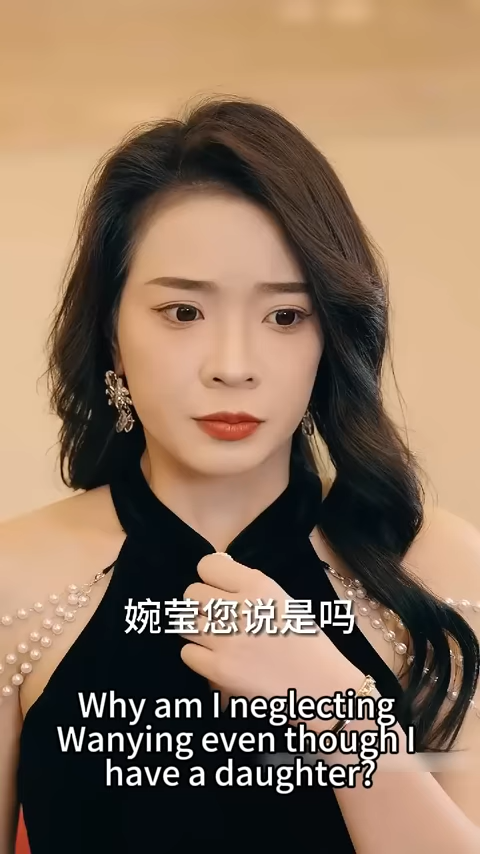 婉莹您说是吗
Why am I neglecting
Wanying even though I
have a daughter?